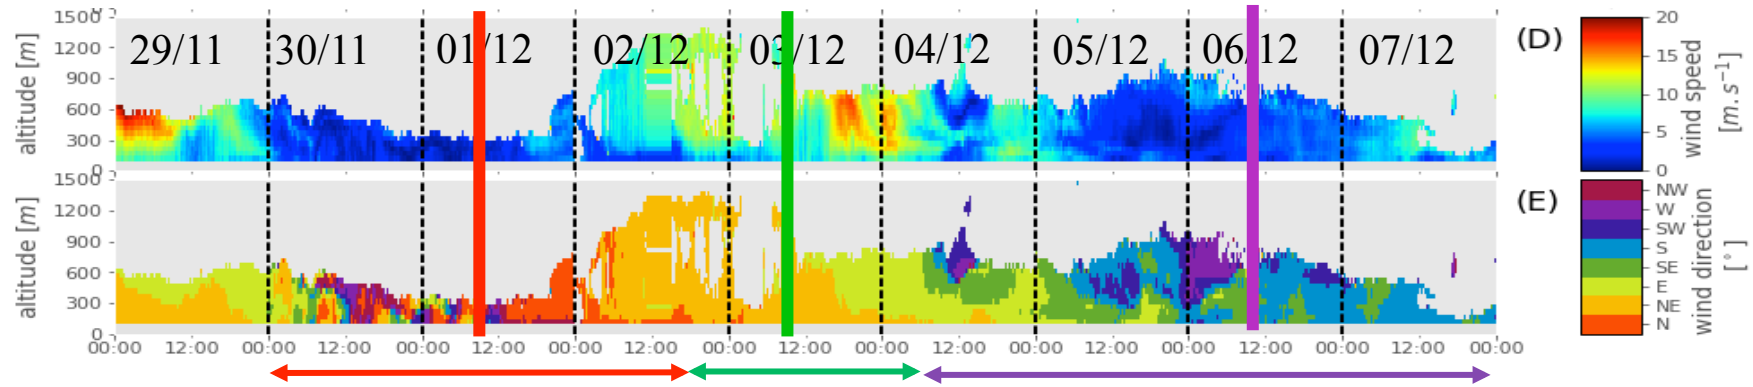 1500
1200
900
600
300
0
altitude [m]
29/11 30/11 01/12 02/12 03/12 04/12 05/12 06/12 07/12
(D)
20
15
10
5
0
wind speed
[m.s⁻¹]
1500
1200
900
600
300
0
altitude [m]
(E)
NW
W
SW
S
SE
E
NE
N
wind direction
[°]
00:00 12:00 00:00 12:00 00:00 12:00 00:00 12:00 00:00 12:00 00:00 12:00 00:00 12:00 00:00 12:00 00:00 12:00 00:00